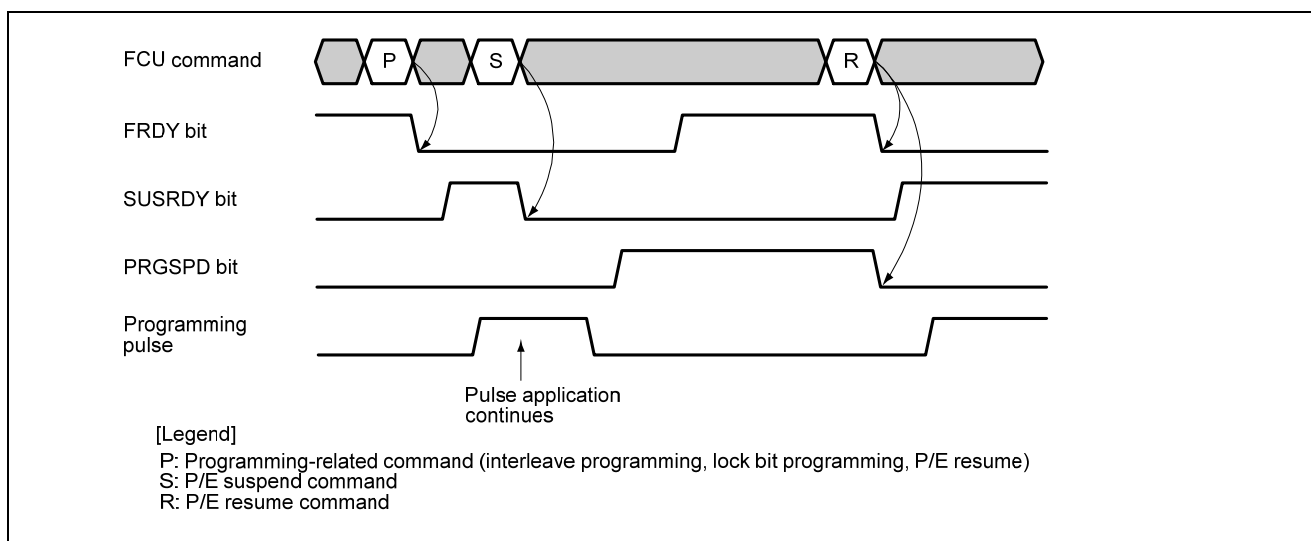 FCU command
P
S
R
FRDY bit
SUSRDY bit
PRGSPD bit
Programming
pulse
Pulse application
continues
[Legend]
P: Programming-related command (interleave programming, lock bit programming, P/E resume)
S: P/E suspend command
R: P/E resume command